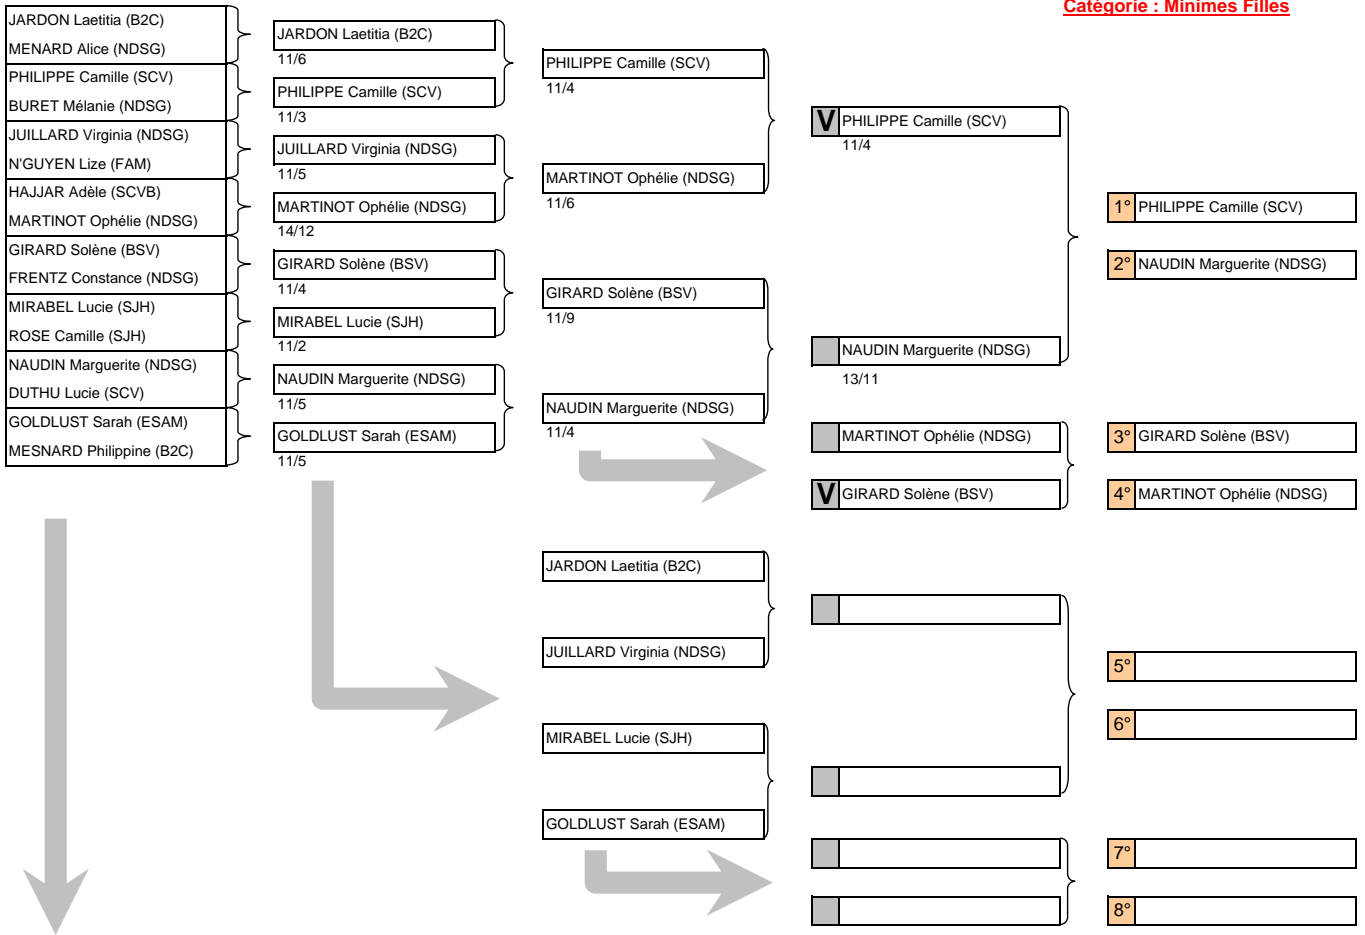 Catégorie : Minimes Filles
JARDON Laetitia (B2C)
MENARD Alice (NDSG)
PHILIPPE Camille (SCV)
BURET Mélanie (NDSG)
JUILLARD Virginia (NDSG)
N'GUYEN Lize (FAM)
HAJJAR Adèle (SCVB)
MARTINOT Ophélie (NDSG)
GIRARD Solène (BSV)
FRENTZ Constance (NDSG)
MIRABEL Lucie (SJH)
ROSE Camille (SJH)
NAUDIN Marguerite (NDSG)
DUTHU Lucie (SCV)
GOLDLUST Sarah (ESAM)
MESNARD Philippine (B2C)
JARDON Laetitia (B2C)
11/6
PHILIPPE Camille (SCV)
11/3
JUILLARD Virginia (NDSG)
11/5
MARTINOT Ophélie (NDSG)
14/12
GIRARD Solène (BSV)
11/4
MIRABEL Lucie (SJH)
11/2
NAUDIN Marguerite (NDSG)
11/5
GOLDLUST Sarah (ESAM)
11/5
PHILIPPE Camille (SCV)
11/4
MARTINOT Ophélie (NDSG)
11/6
GIRARD Solène (BSV)
11/9
NAUDIN Marguerite (NDSG)
11/4
JARDON Laetitia (B2C)
JUILLARD Virginia (NDSG)
MIRABEL Lucie (SJH)
GOLDLUST Sarah (ESAM)
V PHILIPPE Camille (SCV)
11/4
NAUDIN Marguerite (NDSG)
13/11
MARTINOT Ophélie (NDSG)
V GIRARD Solène (BSV)
1° PHILIPPE Camille (SCV)
2° NAUDIN Marguerite (NDSG)
3° GIRARD Solène (BSV)
4° MARTINOT Ophélie (NDSG)
5°
6°
7°
8°